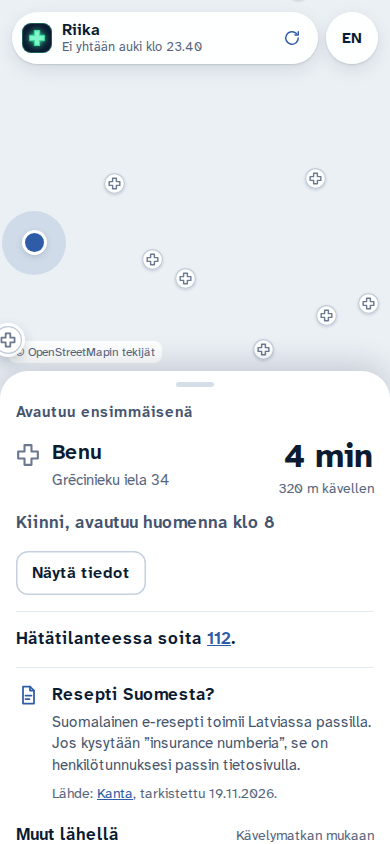 Riika
Ei yhtään auki klo 23.40
EN
© OpenStreetMapin tekijät
Avautuu ensimmäisenä
Benu
4 min
Grēcinieku iela 34
320 m kävellen
Kiinni, avautuu huomenna klo 8
Näytä tiedot
Hätätilanteessa soita 112.
Resepti Suomesta?
Suomalainen e-resepti toimii Latviassa passilla.
Jos kysytään ”insurance numberia”, se on
henkilötunnuksesi passin tietosivulla.
Lähde: Kanta, tarkistettu 19.11.2026.
Muut lähellä
Kävelymatkan mukaan